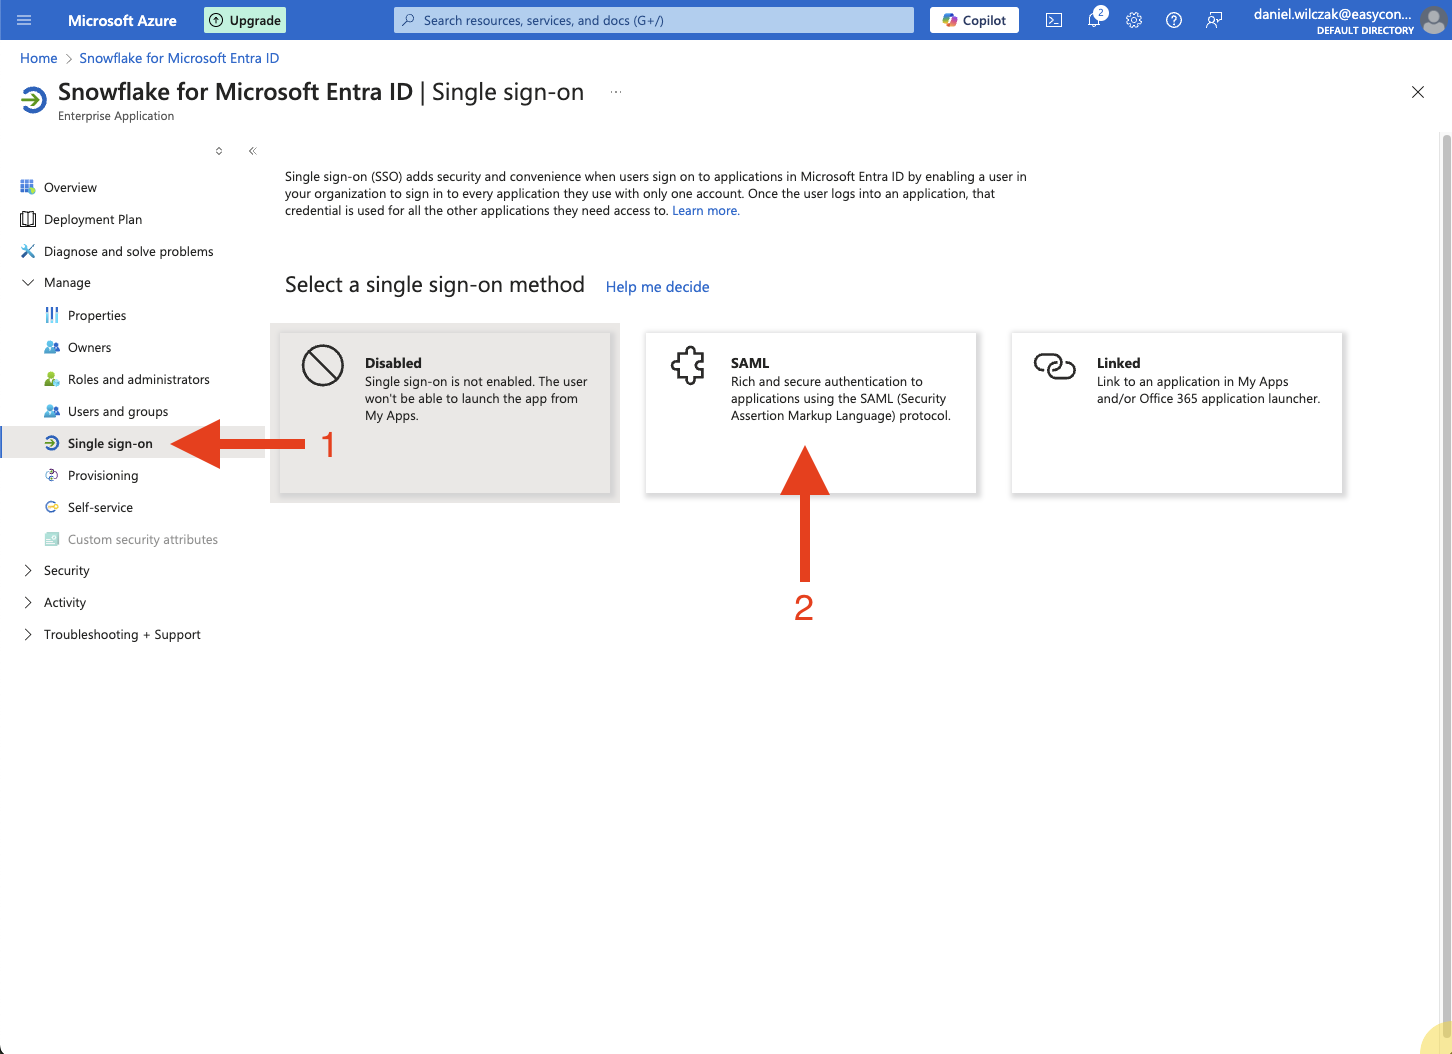 Microsoft Azure
Upgrade
Search resources, services, and docs (G+/)
Copilot
2
daniel.wilczak@easycon...
DEFAULT DIRECTORY
Home > Snowflake for Microsoft Entra ID
Snowflake for Microsoft Entra ID | Single sign-on ...
Enterprise Application
Overview
Deployment Plan
Diagnose and solve problems
Manage
Properties
Owners
Roles and administrators
Users and groups
Single sign-on
Provisioning
Self-service
Custom security attributes
Security
Activity
Troubleshooting + Support
Single sign-on (SSO) adds security and convenience when users sign on to applications in Microsoft Entra ID by enabling a user in
your organization to sign in to every application they use with only one account. Once the user logs into an application, that
credential is used for all the other applications they need access to. Learn more.
Select a single sign-on method Help me decide
Disabled
Single sign-on is not enabled. The user
won't be able to launch the app from
My Apps.
1
SAML
Rich and secure authentication to
applications using the SAML (Security
Assertion Markup Language) protocol.
2
Linked
Link to an application in My Apps
and/or Office 365 application launcher.